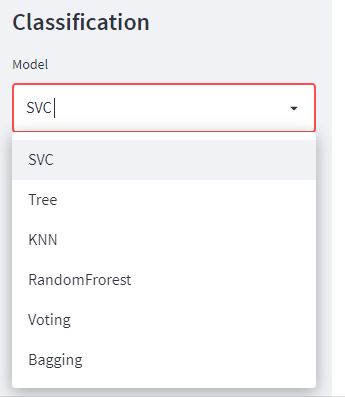 Classification
Model
SVC
SVC
Tree
KNN
RandomFrorest
Voting
Bagging